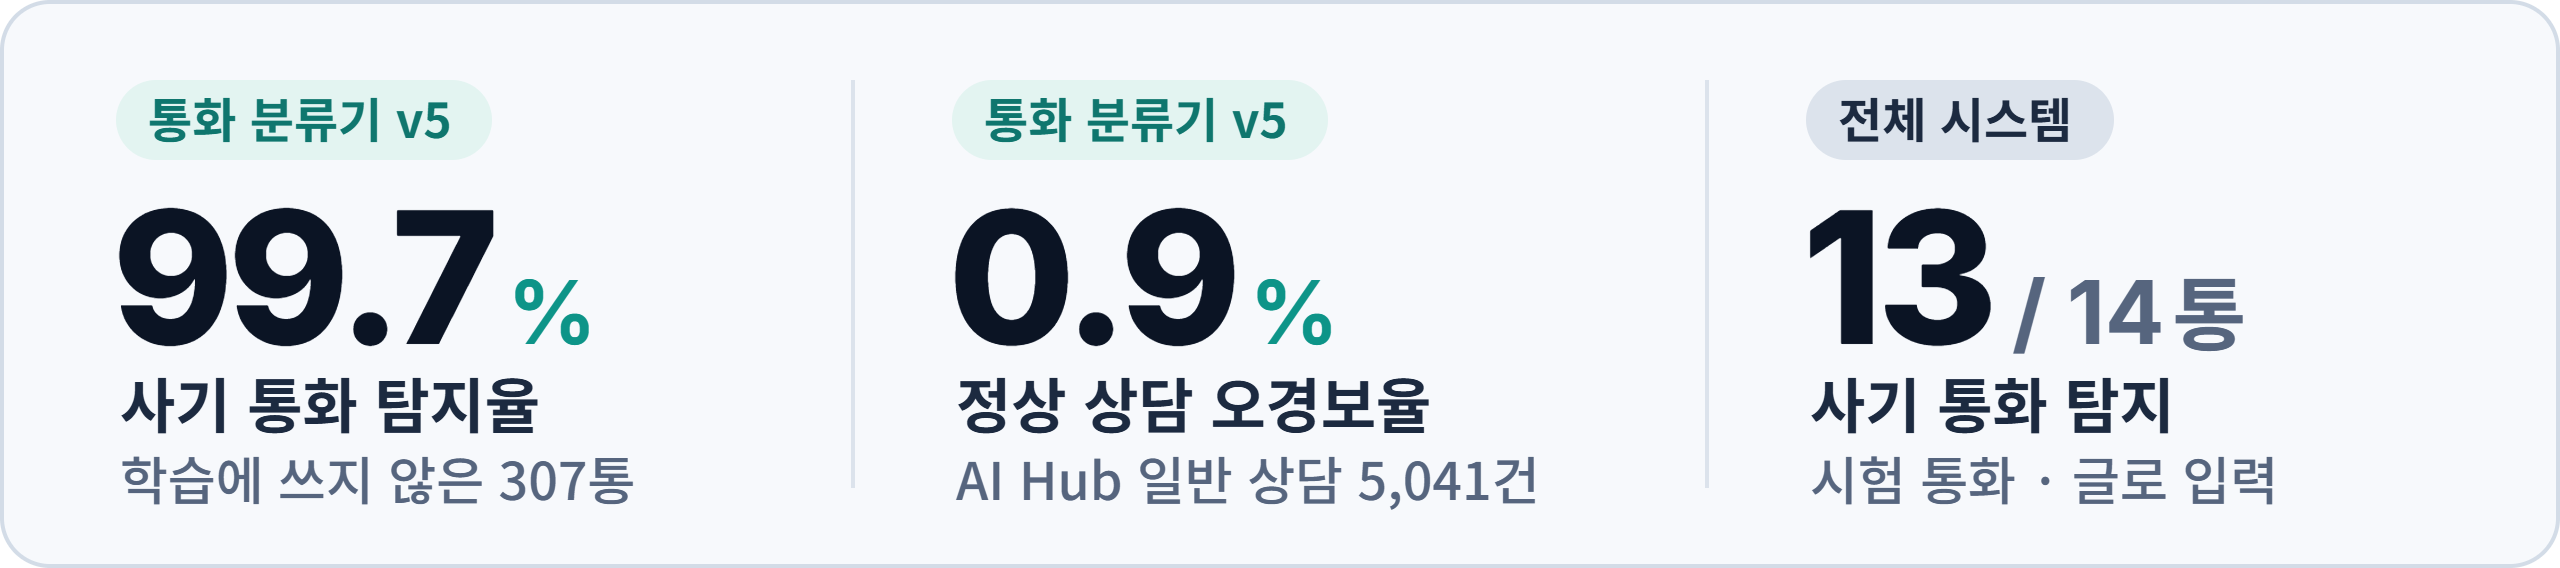 통화 분류기 v5
99.7%
사기 통화 탐지율
학습에 쓰지 않은 307통
통화 분류기 v5
0.9%
정상 상담 오경보율
AI Hub 일반 상담 5,041건
전체 시스템
13 / 14통
사기 통화 탐지
시험 통화 · 글로 입력